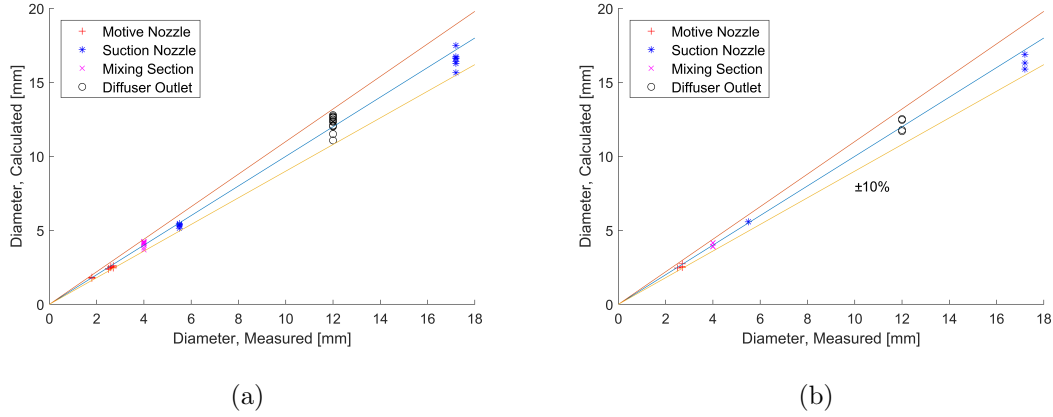 20
15
10
5
0
Diameter, Calculated [mm]
Motive Nozzle
Suction Nozzle
Mixing Section
Diffuser Outlet
0 2 4 6 8 10 12 14 16 18
Diameter, Measured [mm]
(a)
20
15
10
5
0
Diameter, Calculated [mm]
Motive Nozzle
Suction Nozzle
Mixing Section
Diffuser Outlet
±10%
0 2 4 6 8 10 12 14 16 18
Diameter, Measured [mm]
(b)